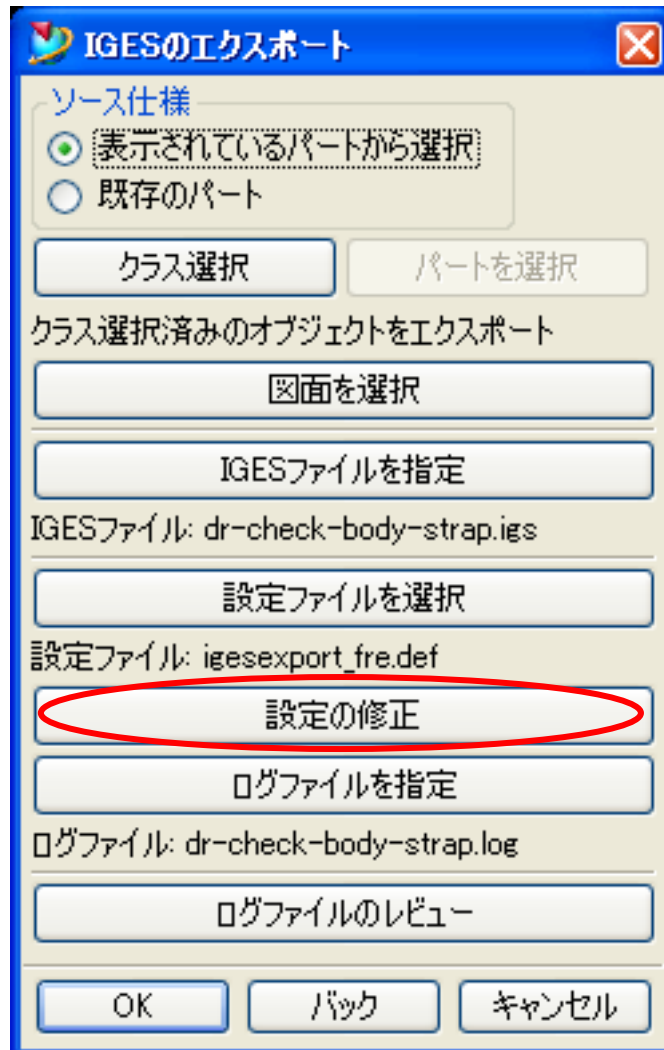 IGESのエクスポート
ソース仕様
表示されているパートから選択
既存のパート
クラス選択 パートを選択
クラス選択済みのオブジェクトをエクスポート
図面を選択
IGESファイルを指定
IGESファイル: dr-check-body-strap.igs
設定ファイルを選択
設定ファイル: igesexport_fre.def
設定の修正
ログファイルを指定
ログファイル: dr-check-body-strap.log
ログファイルのレビュー
OK バック キャンセル